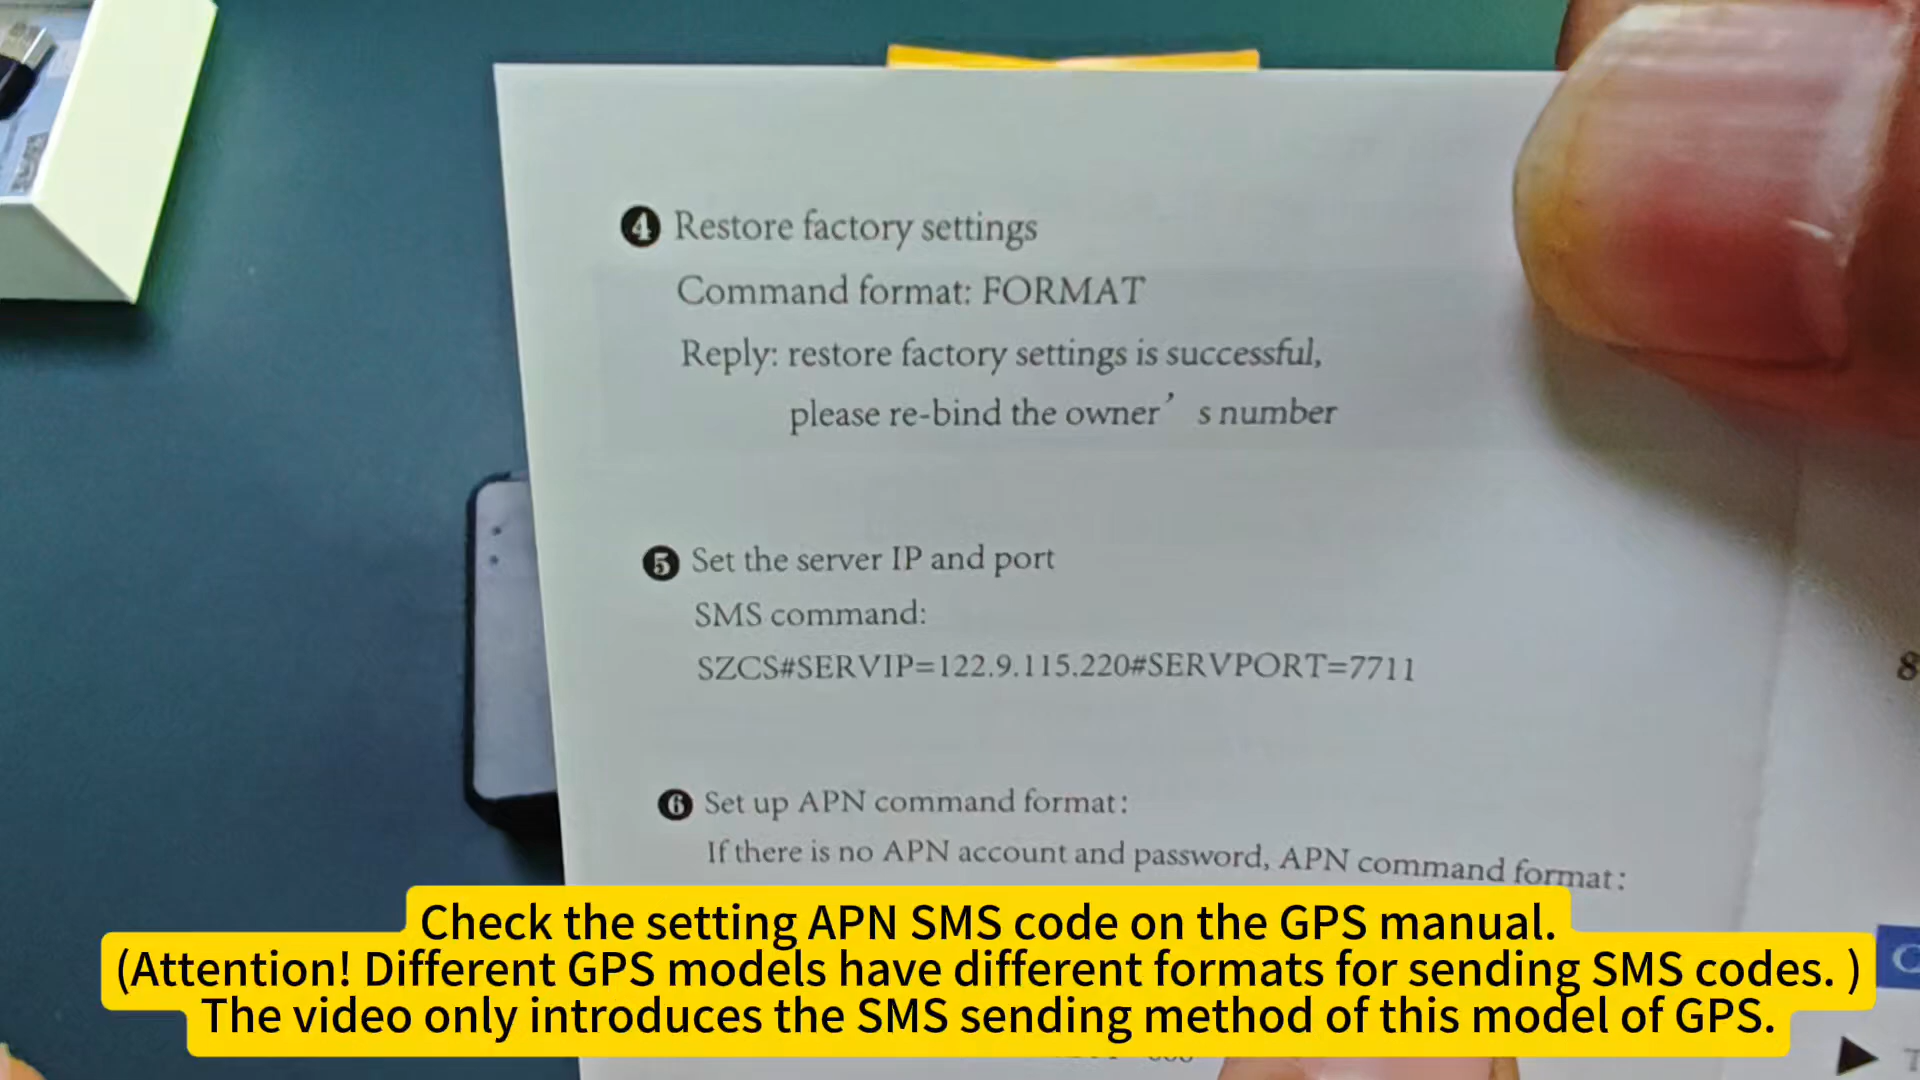 4 Restore factory settings
Command format: FORMAT
Reply: restore factory settings is successful,
please re-bind the owner’ s number
5 Set the server IP and port
SMS command:
SZCS#SERVIP=122.9.115.220#SERVPORT=7711
6 Set up APN command format:
If there is no APN account and password, APN command format:
8
Check the setting APN SMS code on the GPS manual.
(Attention! Different GPS models have different formats for sending SMS codes. )
The video only introduces the SMS sending method of this model of GPS.